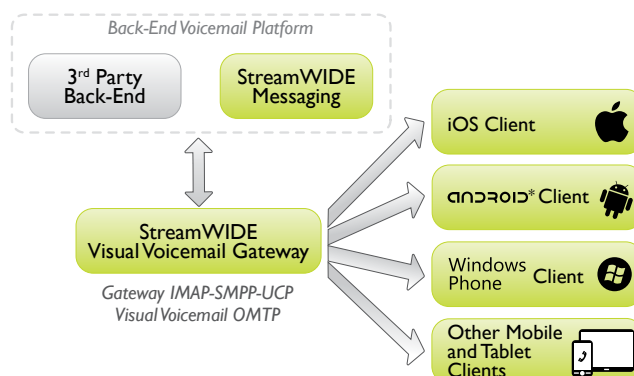 Back-End Voicemail Platform
3rd Party
Back-End
StreamWIDE
Messaging
iOS Client
ANDROID* Client
StreamWIDE
Visual Voicemail Gateway
Windows
Phone Client
Gateway IMAP-SMPP-UCP
Visual Voicemail OMTP
Other Mobile
and Tablet
Clients